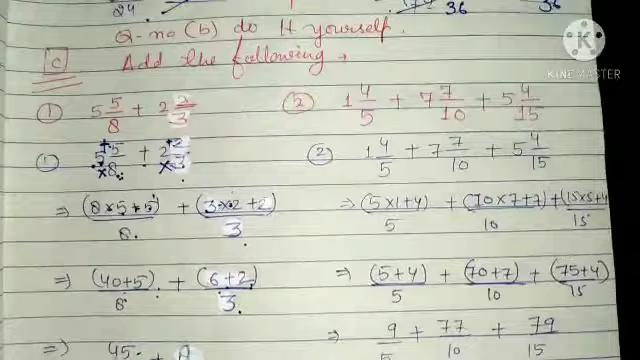 24 36 36
Q.no (b) do it yourself.
C Add the following →
① 5 5/8 + 2 2/3 ② 1 4/5 + 7 7/10 + 5 4/15
KINEMASTER
① 5 5/8 + 2 2/3 ② 1 4/5 + 7 7/10 + 5 4/15
⇒ (8×5+5)/8 + (3×2+2)/3 ⇒ (5×1+4)/5 + (10×7+7)/10 + (15×5+4)/15
⇒ (40+5)/8 + (6+2)/3 ⇒ (5+4)/5 + (70+7)/10 + (75+4)/15
⇒ 45 + 8 ⇒ 9/5 + 77/10 + 79/15